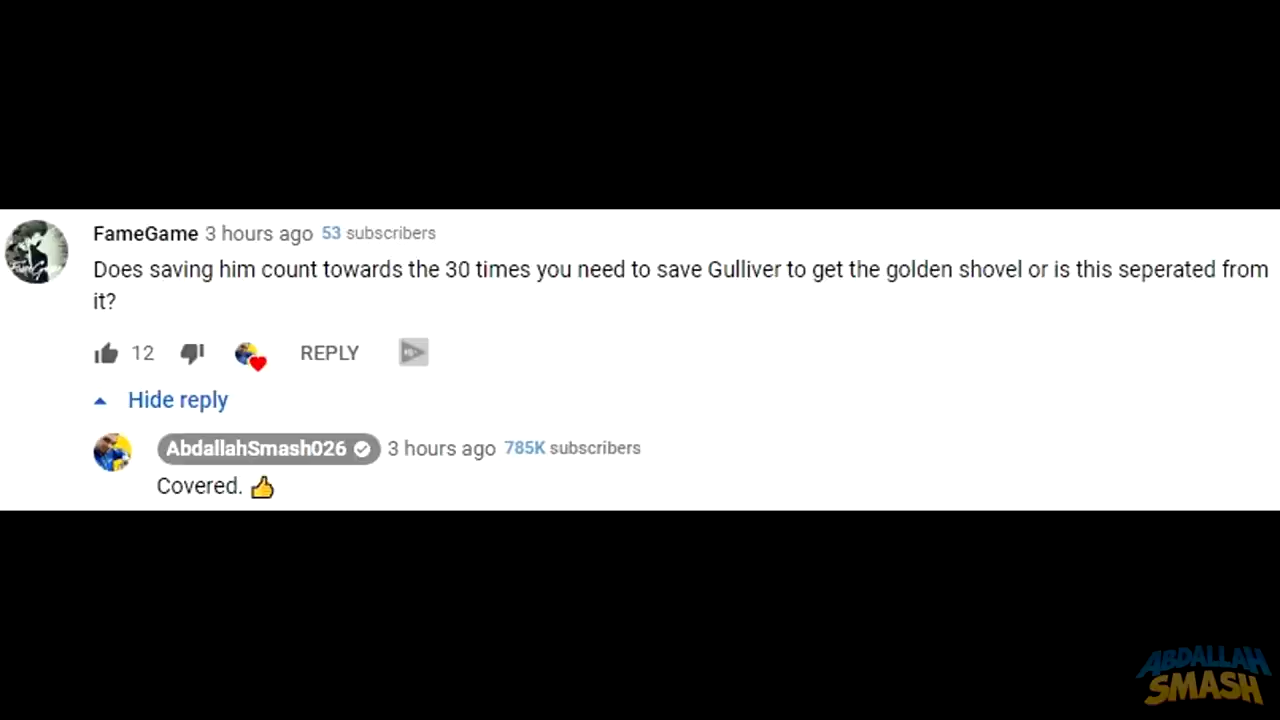 FameGame 3 hours ago 53 subscribers
Does saving him count towards the 30 times you need to save Gulliver to get the golden shovel or is this seperated from
it?
12 REPLY
Hide reply
AbdallahSmash026 3 hours ago 785K subscribers
Covered. 👍
ABDALLAH
SMASH